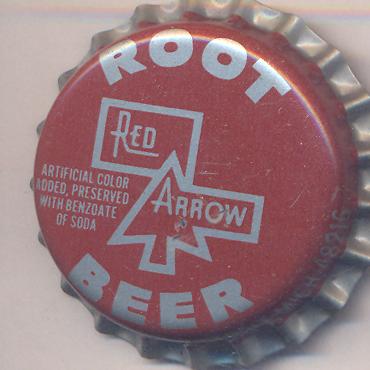 ROOT
RED
ARROW
ARTIFICIAL COLOR
ADDED, PRESERVED
WITH BENZOATE
OF SODA
BEER